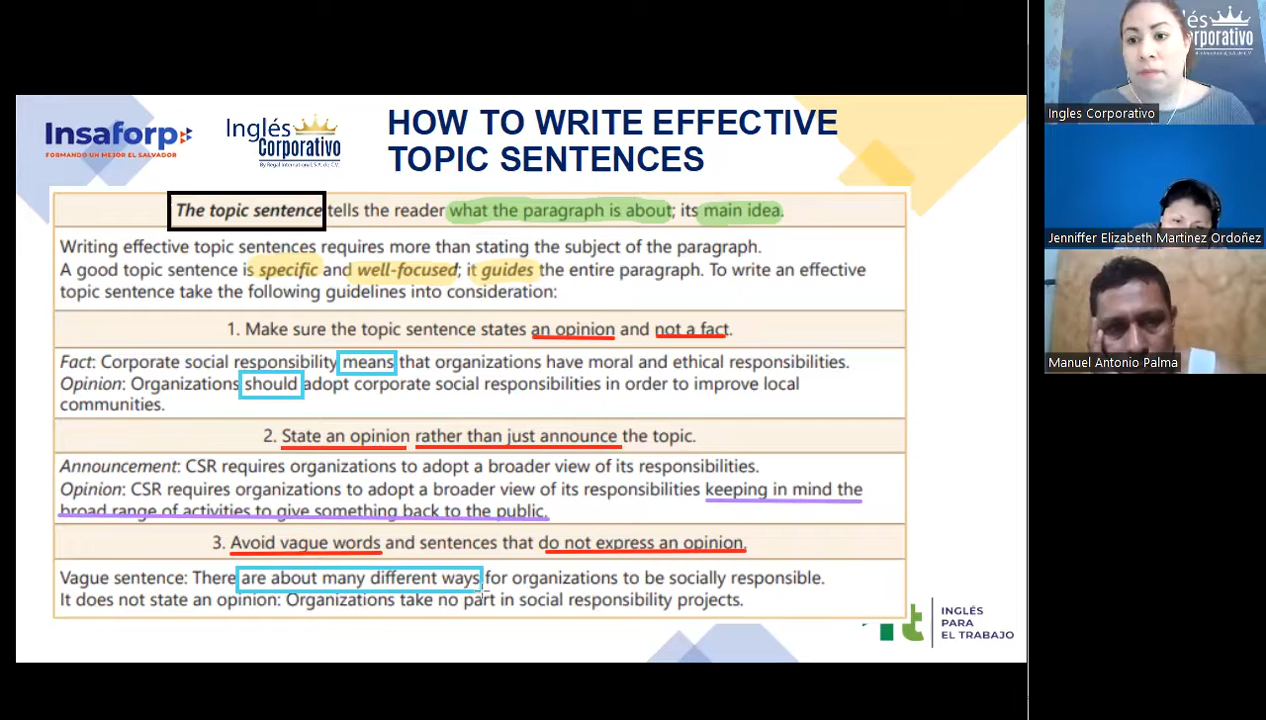 Insaforp
FORMANDO UN MEJOR EL SALVADOR
Inglés
Corporativo
HOW TO WRITE EFFECTIVE
TOPIC SENTENCES
The topic sentence tells the reader what the paragraph is about; its main idea.
Writing effective topic sentences requires more than stating the subject of the paragraph.
A good topic sentence is specific and well-focused; it guides the entire paragraph. To write an effective
topic sentence take the following guidelines into consideration:
1. Make sure the topic sentence states an opinion and not a fact.
Fact: Corporate social responsibility means that organizations have moral and ethical responsibilities.
Opinion: Organizations should adopt corporate social responsibilities in order to improve local
communities.
2. State an opinion rather than just announce the topic.
Announcement: CSR requires organizations to adopt a broader view of its responsibilities.
Opinion: CSR requires organizations to adopt a broader view of its responsibilities keeping in mind the
broad range of activities to give something back to the public.
3. Avoid vague words and sentences that do not express an opinion.
Vague sentence: There are about many different ways for organizations to be socially responsible.
It does not state an opinion: Organizations take no part in social responsibility projects.
INGLÉS
PARA
EL TRABAJO
és
rporativo
Ingles Corporativo
Jenniffer Elizabeth Martinez Ordoñez
Manuel Antonio Palma